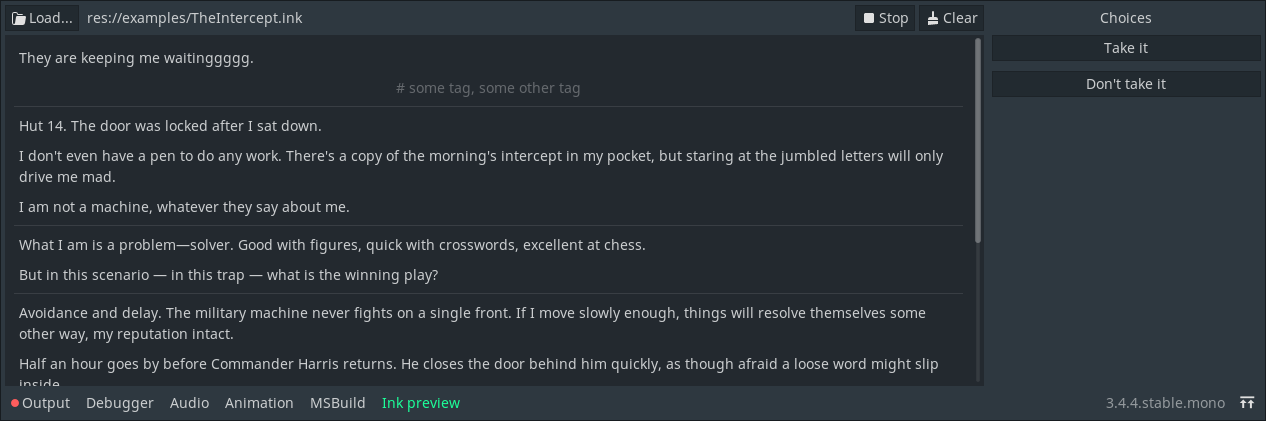 Load... res://examples/TheIntercept.ink Stop Clear Choices
They are keeping me waitinggggg.
# some tag, some other tag
Hut 14. The door was locked after I sat down.
I don't even have a pen to do any work. There's a copy of the morning's intercept in my pocket, but staring at the jumbled letters will only
drive me mad.
I am not a machine, whatever they say about me.
What I am is a problem—solver. Good with figures, quick with crosswords, excellent at chess.
But in this scenario — in this trap — what is the winning play?
Avoidance and delay. The military machine never fights on a single front. If I move slowly enough, things will resolve themselves some
other way, my reputation intact.
Half an hour goes by before Commander Harris returns. He closes the door behind him quickly, as though afraid a loose word might slip
inside.
Take it
Don't take it
Output Debugger Audio Animation MSBuild Ink preview 3.4.4.stable.mono